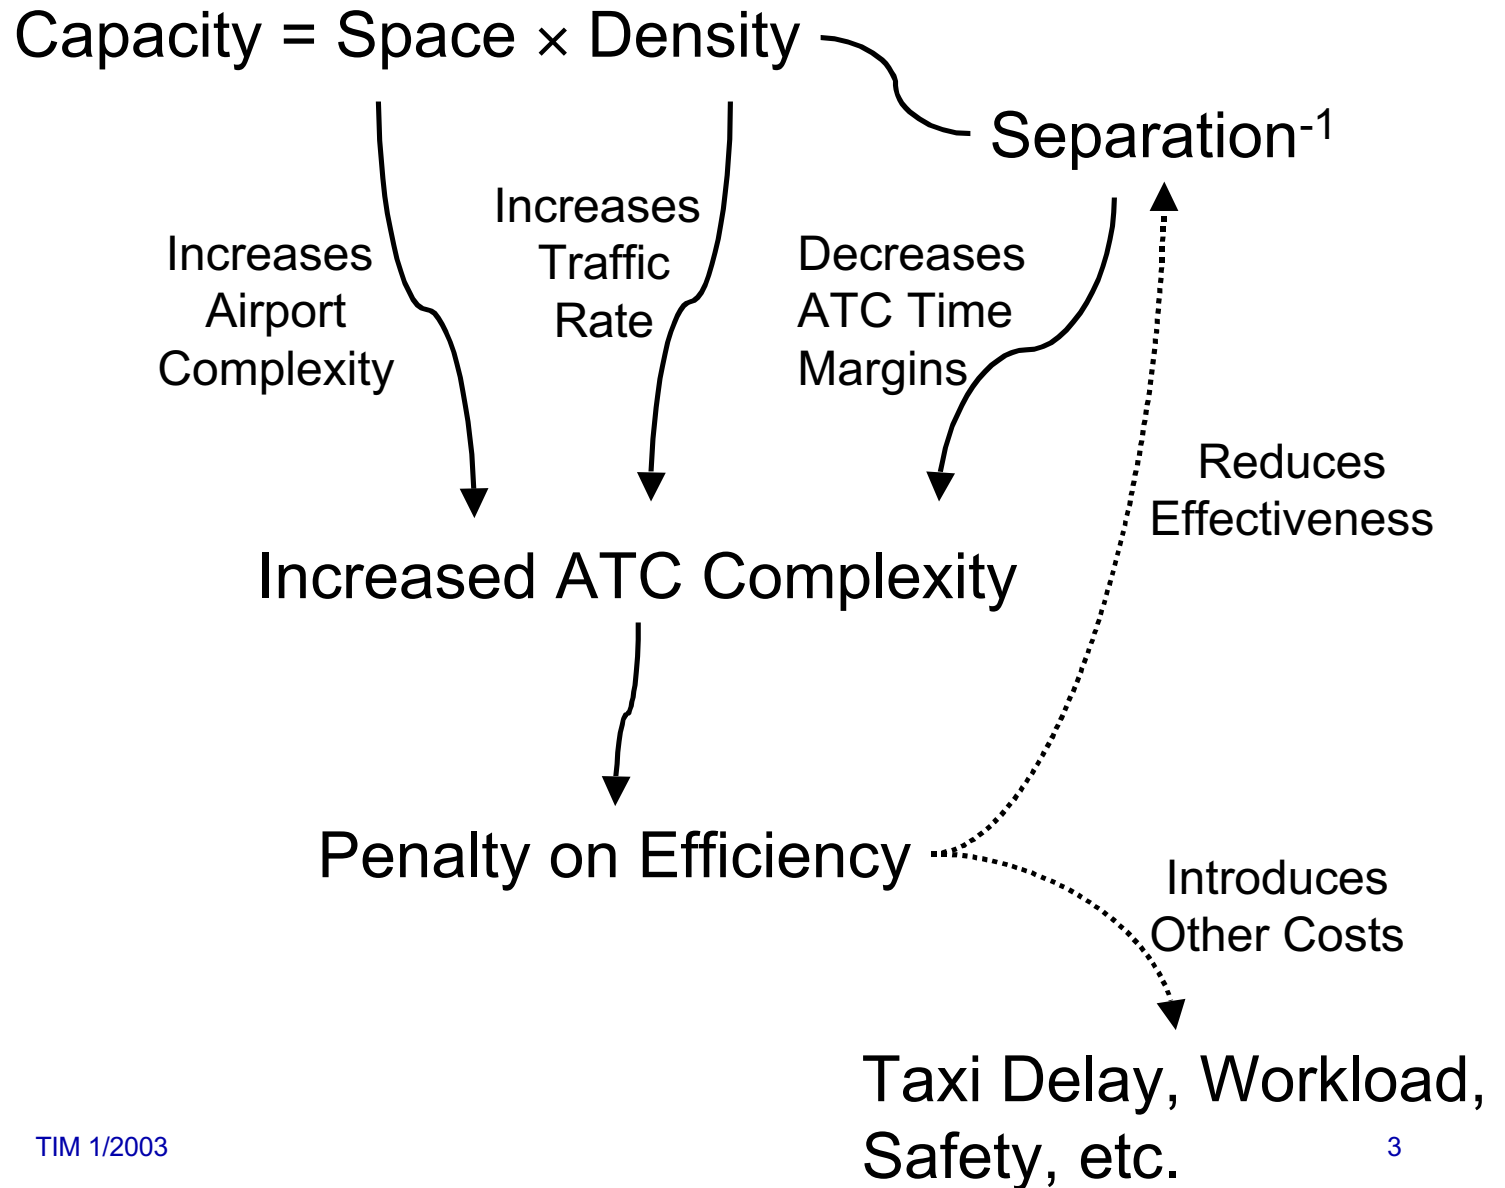 Capacity = Space × Density
Separation⁻¹
Increases
Airport
Complexity
Increases
Traffic
Rate
Decreases
ATC Time
Margins
Reduces
Effectiveness
Increased ATC Complexity
Penalty on Efficiency
Introduces
Other Costs
Taxi Delay, Workload,
Safety, etc.
TIM 1/2003
3